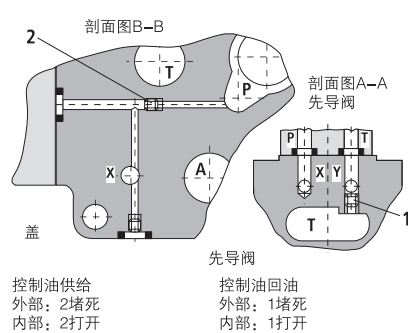 剖面图B-B
2
T
P
剖面图A-A
先导阀
P
T
X
A
X
Y
1
T
盖
先导阀
控制油供给
外部：2堵死
内部：2打开
控制油回油
外部：1堵死
内部：1打开